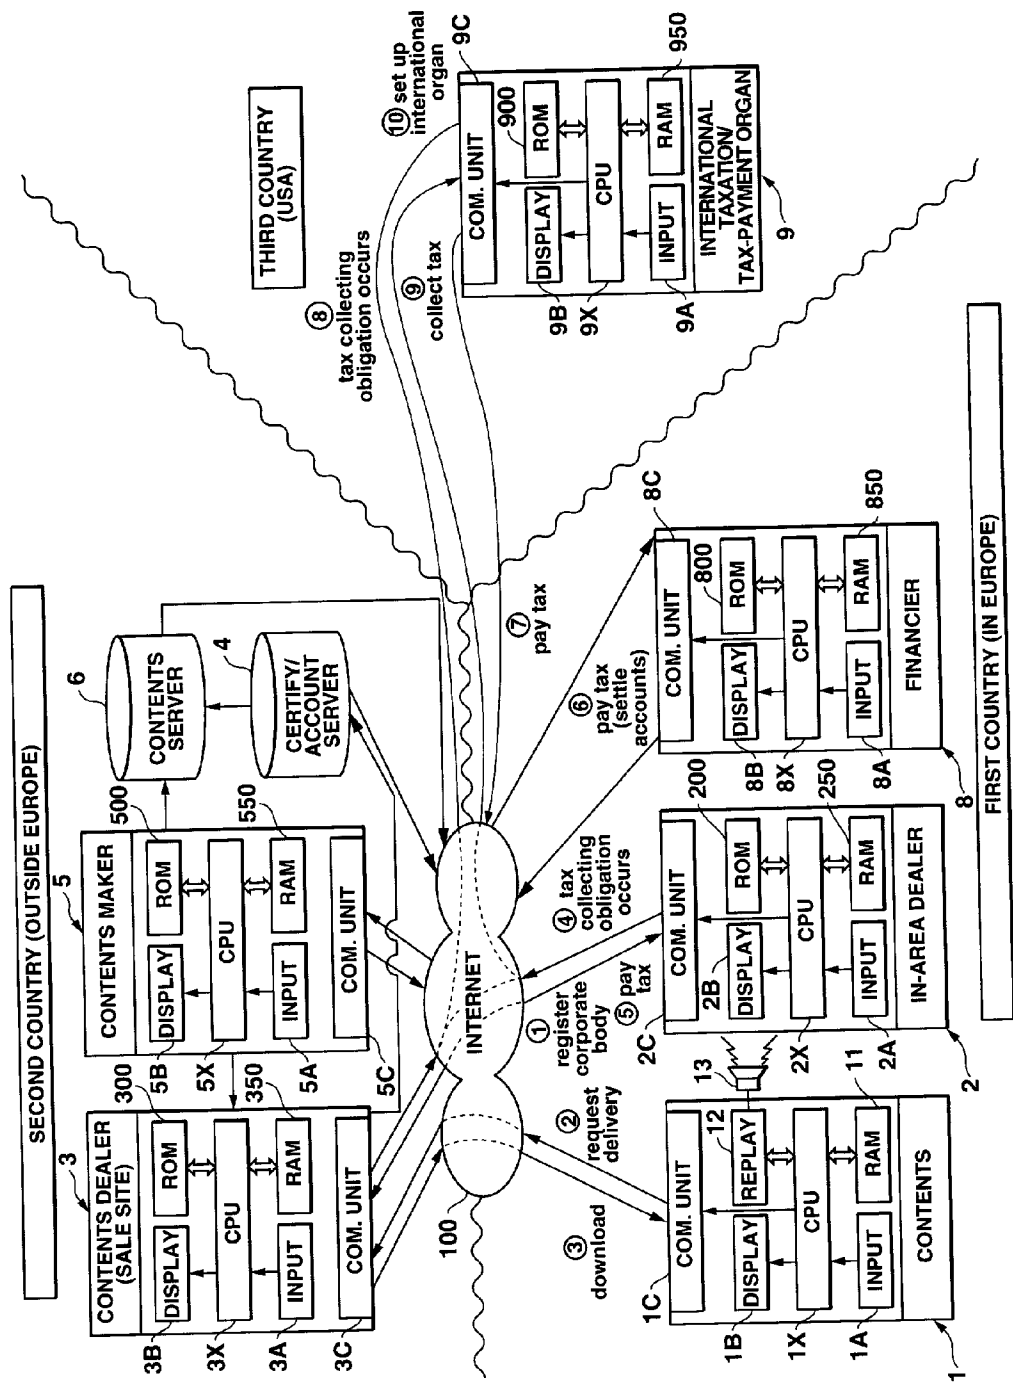 SECOND COUNTRY (OUTSIDE EUROPE)
3
CONTENTS DEALER
(SALE SITE)
3B
DISPLAY
300
ROM
3X
CPU
3A
INPUT
350
RAM
3C
COM. UNIT
5
CONTENTS MAKER
5B
DISPLAY
500
ROM
5X
CPU
5A
INPUT
550
RAM
5C
COM. UNIT
6
CONTENTS
SERVER
4
CERTIFY/
ACCOUNT
SERVER
THIRD COUNTRY
(USA)
⑧
tax collecting
obligation occurs
⑨
collect tax
⑩ set up
international
organ
9C
COM. UNIT
9B
DISPLAY
900
ROM
9X
CPU
9A
INPUT
950
RAM
INTERNATIONAL
TAXATION/
TAX-PAYMENT ORGAN
9
100
INTERNET
③
download
②
request
delivery
①
register
corporate
body
⑤ pay
tax
④ tax
collecting
obligation
occurs
⑥
pay tax
(settle
accounts)
⑦
pay tax
1C
COM. UNIT
1B
DISPLAY
12
REPLAY
13
1X
CPU
1A
INPUT
11
RAM
CONTENTS
1
2C
COM. UNIT
2B
DISPLAY
200
ROM
2X
CPU
2A
INPUT
250
RAM
IN-AREA DEALER
2
8C
COM. UNIT
8B
DISPLAY
800
ROM
8X
CPU
8A
INPUT
850
RAM
FINANCIER
8
FIRST COUNTRY (IN EUROPE)